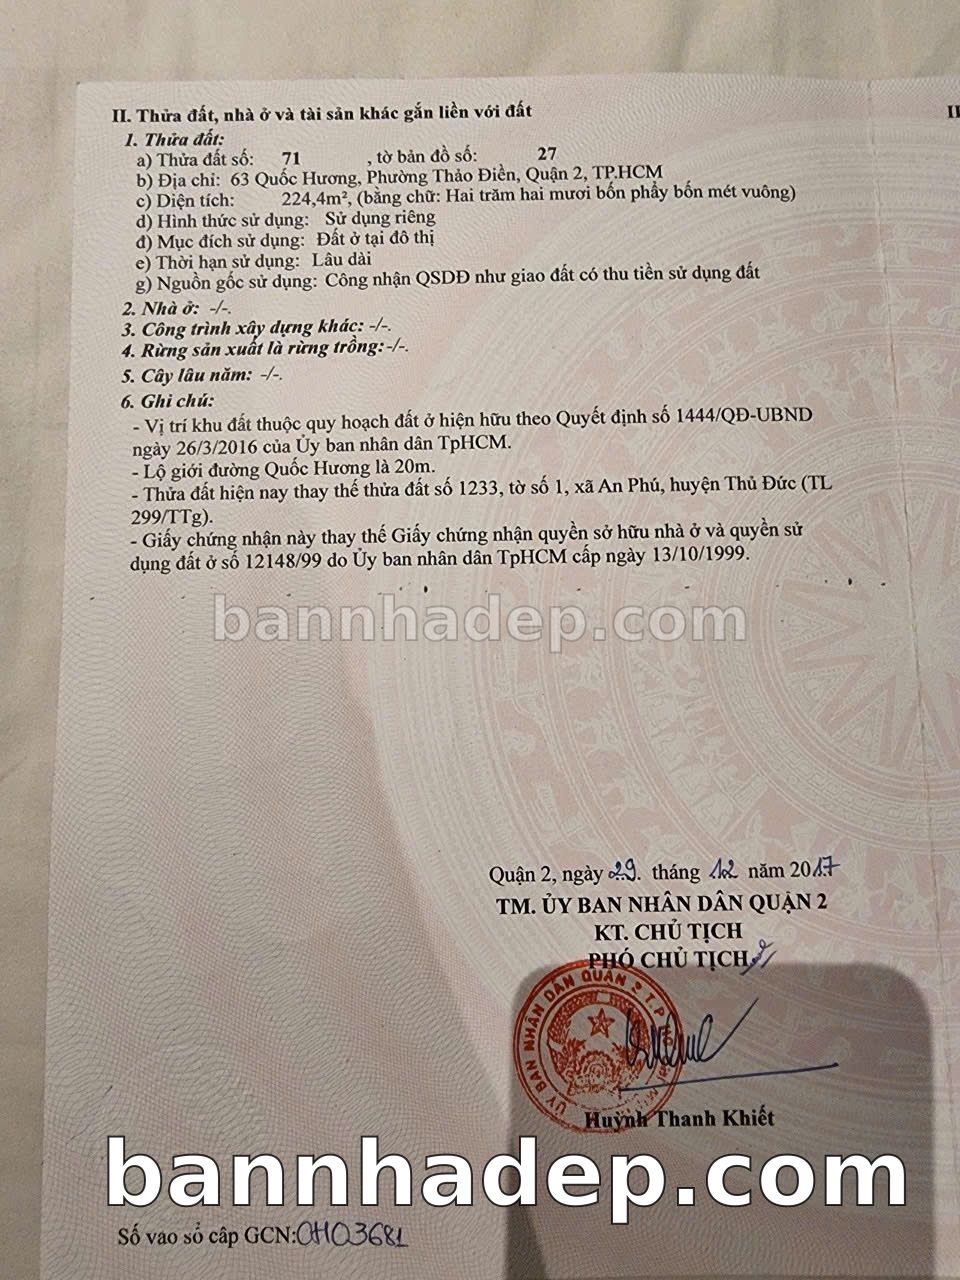 II. Thửa đất, nhà ở và tài sản khác gắn liền với đất
1. Thửa đất:
a) Thửa đất số: 71 , tờ bản đồ số: 27
b) Địa chỉ: 63 Quốc Hương, Phường Thảo Điền, Quận 2, TP.HCM
c) Diện tích: 224,4m², (bằng chữ: Hai trăm hai mươi bốn phẩy bốn mét vuông)
d) Hình thức sử dụng: Sử dụng riêng
đ) Mục đích sử dụng: Đất ở tại đô thị
e) Thời hạn sử dụng: Lâu dài
g) Nguồn gốc sử dụng: Công nhận QSDĐ như giao đất có thu tiền sử dụng đất
2. Nhà ở: -/-.
3. Công trình xây dựng khác: -/-.
4. Rừng sản xuất là rừng trồng:-/-.
5. Cây lâu năm: -/-.
6. Ghi chú:
- Vị trí khu đất thuộc quy hoạch đất ở hiện hữu theo Quyết định số 1444/QĐ-UBND
ngày 26/3/2016 của Ủy ban nhân dân TpHCM.
- Lộ giới đường Quốc Hương là 20m.
- Thửa đất hiện nay thay thế thửa đất số 1233, tờ số 1, xã An Phú, huyện Thủ Đức (TL
299/TTg).
- Giấy chứng nhận này thay thế Giấy chứng nhận quyền sở hữu nhà ở và quyền sử
dụng đất ở số 12148/99 do Ủy ban nhân dân TpHCM cấp ngày 13/10/1999.
bannhadep.com
Quận 2, ngày 29. tháng 12 năm 2017
TM. ỦY BAN NHÂN DÂN QUẬN 2
KT. CHỦ TỊCH
PHÓ CHỦ TỊCH
ỦY BAN NHÂN DÂN QUẬN 2 T.P
Huỳnh Thanh Khiết
bannhadep.com
Số vào sổ cấp GCN:CH03681